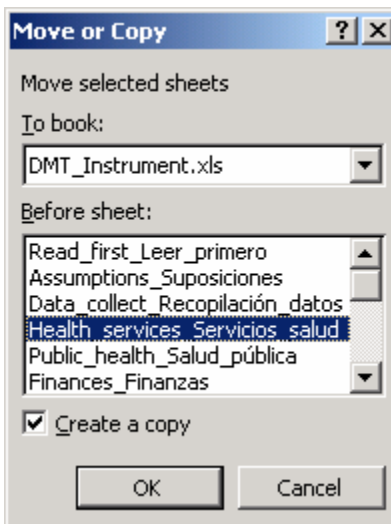 Move or Copy
Move selected sheets
To book:
DMT_Instrument.xls
Before sheet:
Read_first_Leer_primero
Assumptions_Suposiciones
Data_collect_Recopilación_datos
Health_services_Servicios_salud
Public_health_Salud_pública
Finances_Finanzas
Create a copy
OK Cancel